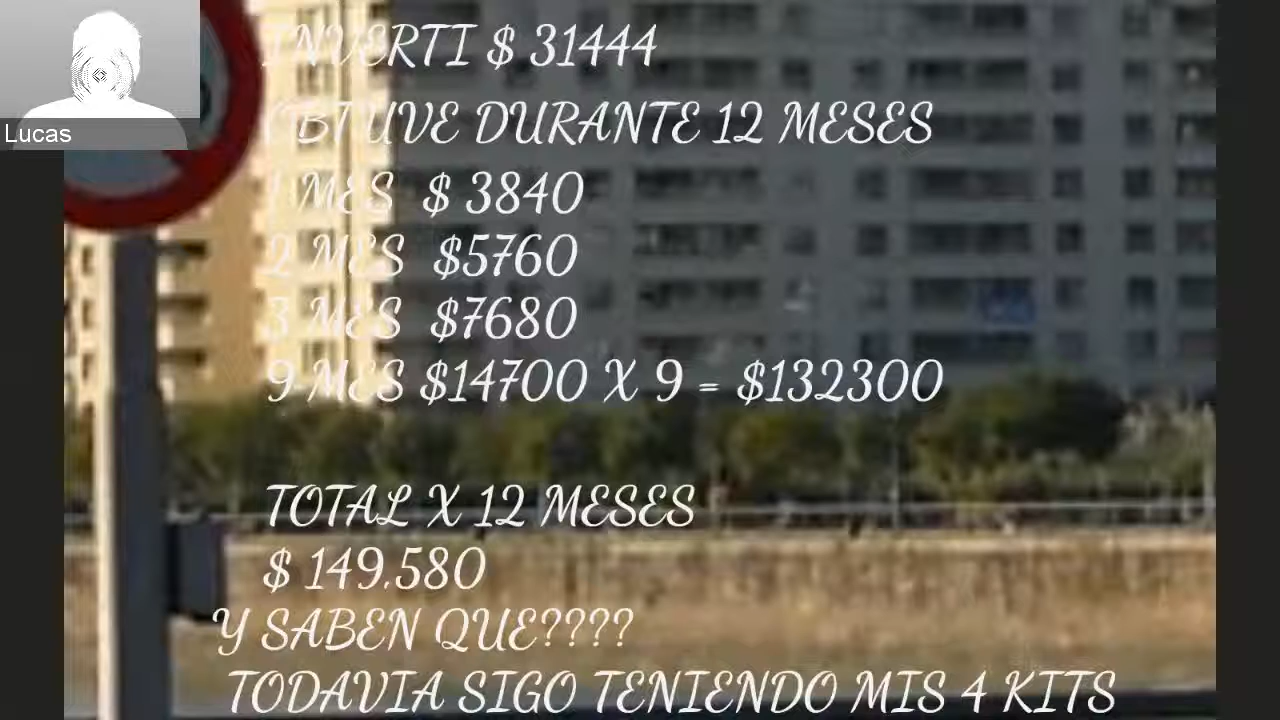 Lucas
INVERTI $ 31444
OBTUVE DURANTE 12 MESES
1 MES $ 3840
2 MES $5760
3 MES $7680
9 MES $14700 X 9 = $132300
TOTAL X 12 MESES
$ 149.580
Y SABEN QUE????
TODAVIA SIGO TENIENDO MIS 4 KITS